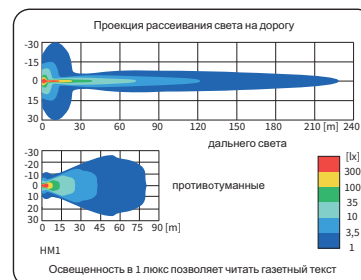 Проекция рассеивания света на дорогу
-30
-15
0
15
30
0 30 60 90 120 150 180 210 [m] 240
дальнего света
-30
-20
-10
0
10
20
30
0 15 30 45 60 75 90 [m]
противотуманные
[lx]
300
100
35
10
3,5
1
HM1
Освещенность в 1 люкс позволяет читать газетный текст